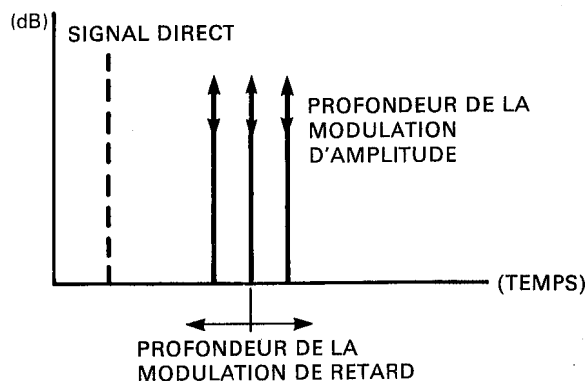 (dB)
SIGNAL DIRECT
PROFONDEUR DE LA
MODULATION
D'AMPLITUDE
(TEMPS)
PROFONDEUR DE LA
MODULATION DE RETARD